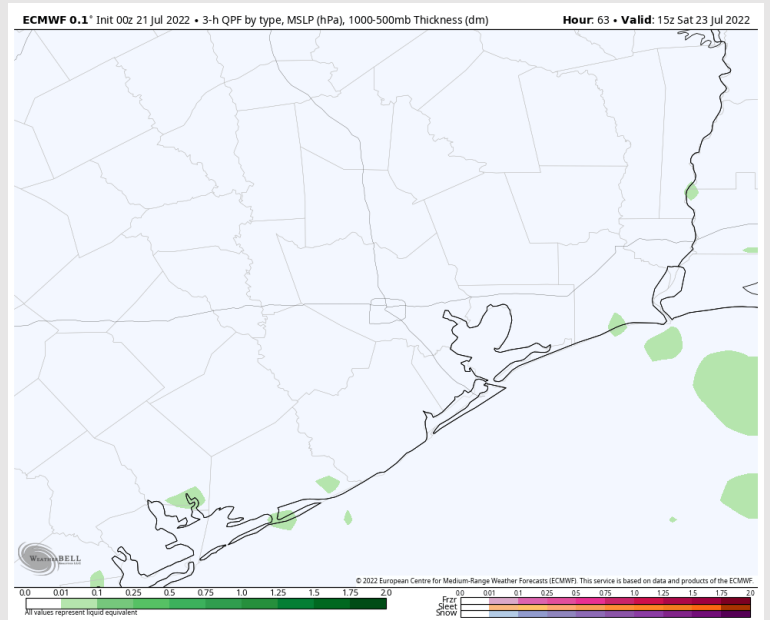 ECMWF 0.1° Init 00z 21 Jul 2022 • 3-h QPF by type, MSLP (hPa), 1000-500mb Thickness (dm) Hour: 63 • Valid: 15z Sat 23 Jul 2022
WEATHERBELL
© 2022 European Centre for Medium-Range Weather Forecasts (ECMWF). This service is based on data and products of the ECMWF.
0.0 0.01 0.1 0.25 0.5 1.0 1.25 1.5 1.75 2.0
All values represent liquid equivalent
0.0 0.01 0.1 0.25 0.5 1.0 1.25 1.5 1.75 2.0
Frzr
Sleet
Snow